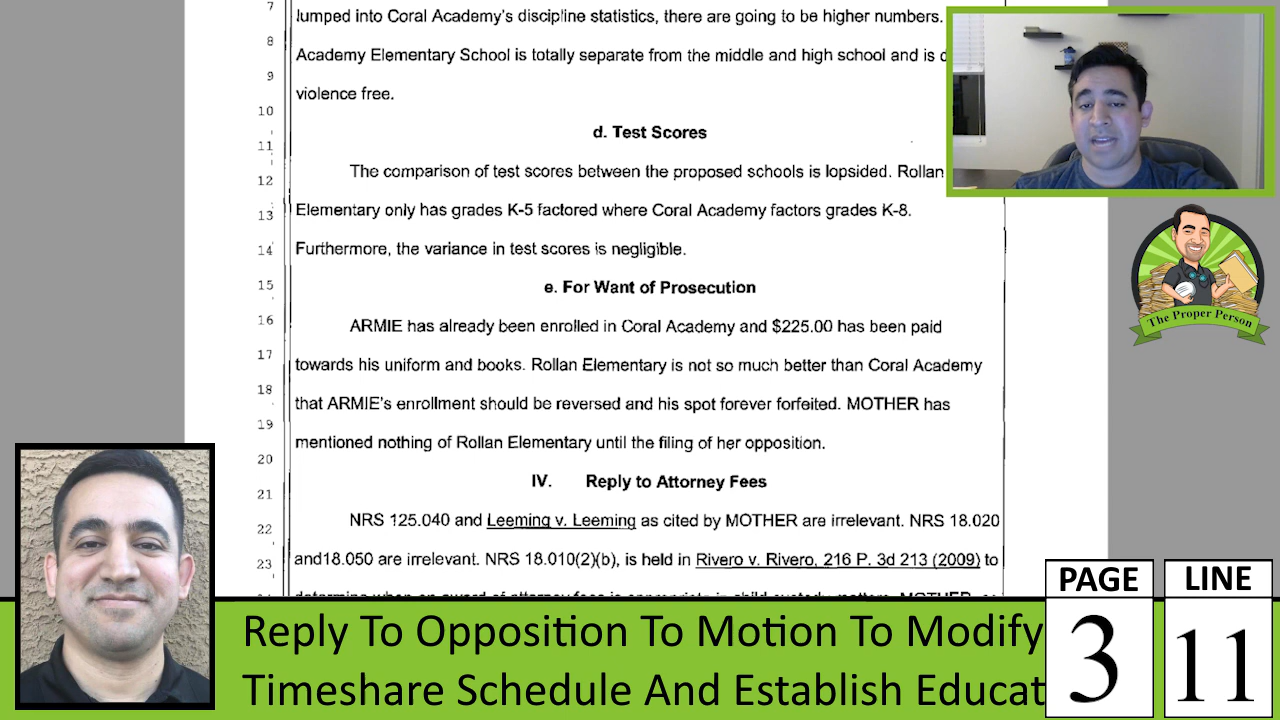 7
lumped into Coral Academy's discipline statistics, there are going to be higher numbers.
8
Academy Elementary School is totally separate from the middle and high school and is
9
violence free.
10
d. Test Scores
11
The comparison of test scores between the proposed schools is lopsided. Rollan
12
Elementary only has grades K-5 factored where Coral Academy factors grades K-8.
13
Furthermore, the variance in test scores is negligible.
14
e. For Want of Prosecution
15
ARMIE has already been enrolled in Coral Academy and $225.00 has been paid
16
towards his uniform and books. Rollan Elementary is not so much better than Coral Academy
17
that ARMIE's enrollment should be reversed and his spot forever forfeited. MOTHER has
18
mentioned nothing of Rollan Elementary until the filing of her opposition.
19
20
IV. Reply to Attorney Fees
21
NRS 125.040 and Leeming v. Leeming as cited by MOTHER are irrelevant. NRS 18.020
22
and18.050 are irrelevant. NRS 18.010(2)(b), is held in Rivero v. Rivero, 216 P. 3d 213 (2009) to
23
The Proper Person
Reply To Opposition To Motion To Modify
Timeshare Schedule And Establish Educat
PAGE
3
LINE
11